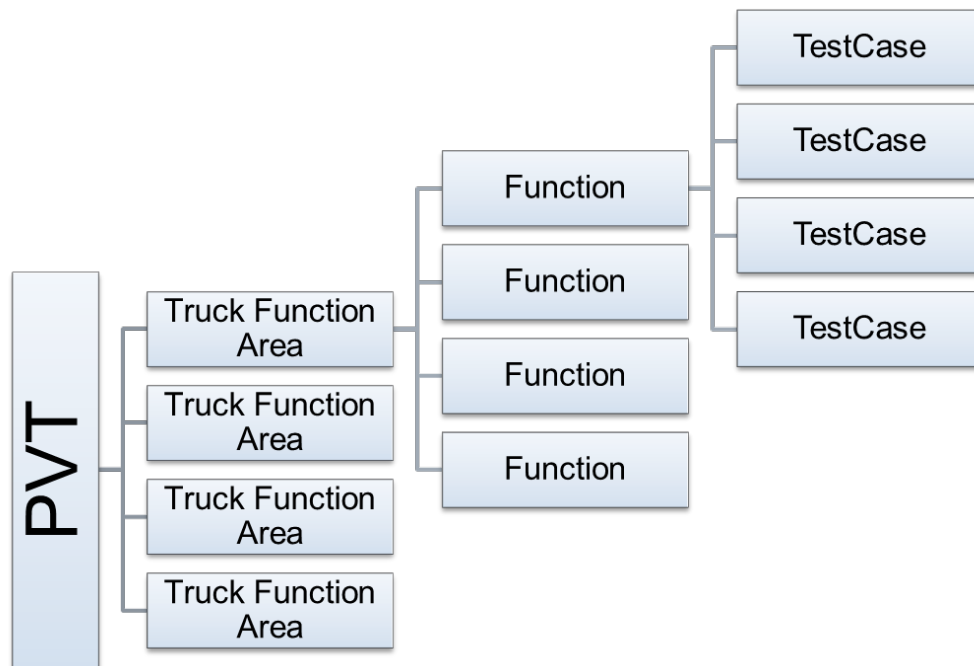 PVT
Truck Function
Area
Truck Function
Area
Truck Function
Area
Truck Function
Area
Function
Function
Function
Function
TestCase
TestCase
TestCase
TestCase